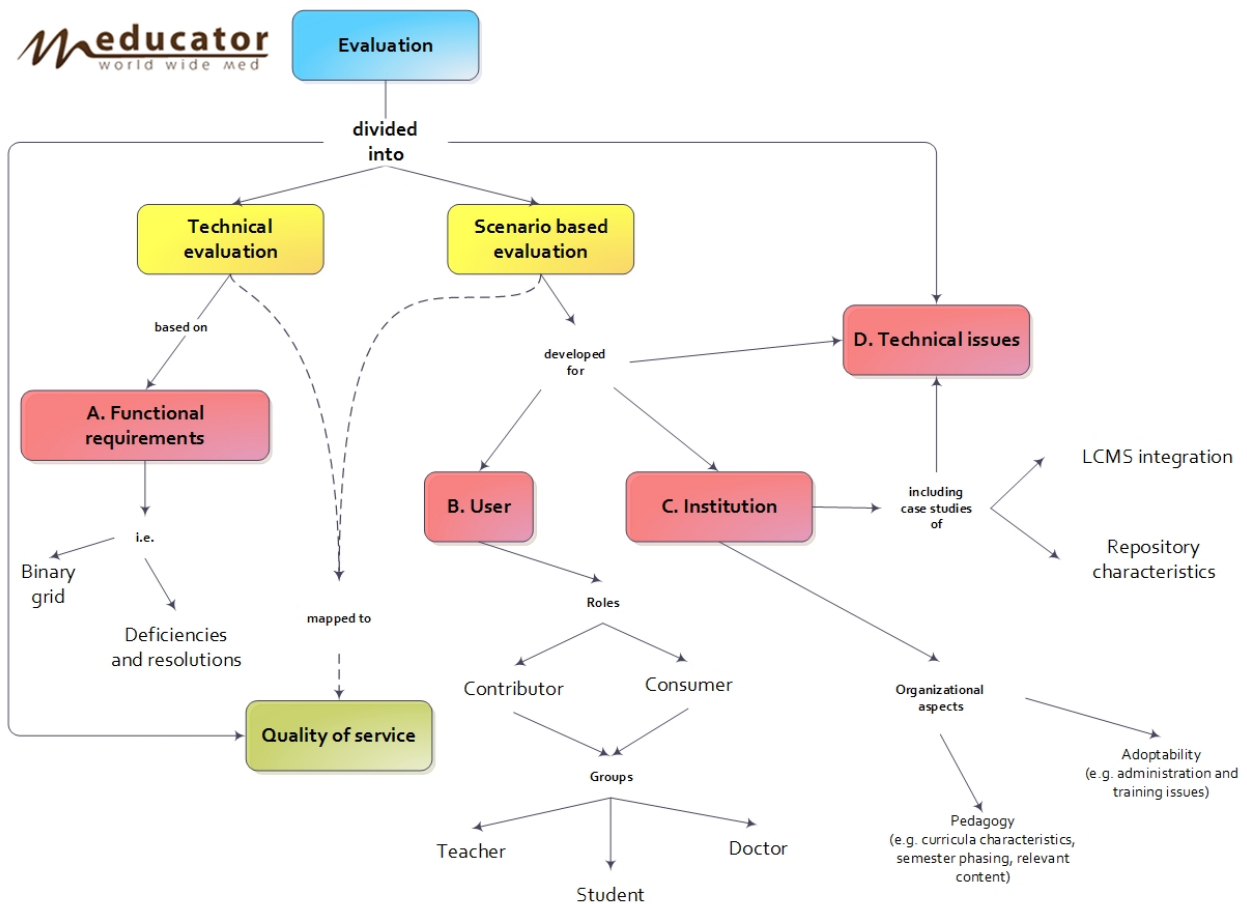 meducator
world wide med
Evaluation
divided
into
Technical
evaluation
Scenario based
evaluation
based on
developed
for
D. Technical issues
A. Functional
requirements
B. User
C. Institution
including
case studies
of
LCMS integration
Repository
characteristics
i.e.
Binary
grid
Deficiencies
and resolutions
mapped to
Roles
Contributor
Consumer
Organizational
aspects
Quality of service
Groups
Adoptability
(e.g. administration and
training issues)
Teacher
Student
Doctor
Pedagogy
(e.g. curricula characteristics,
semester phasing, relevant
content)